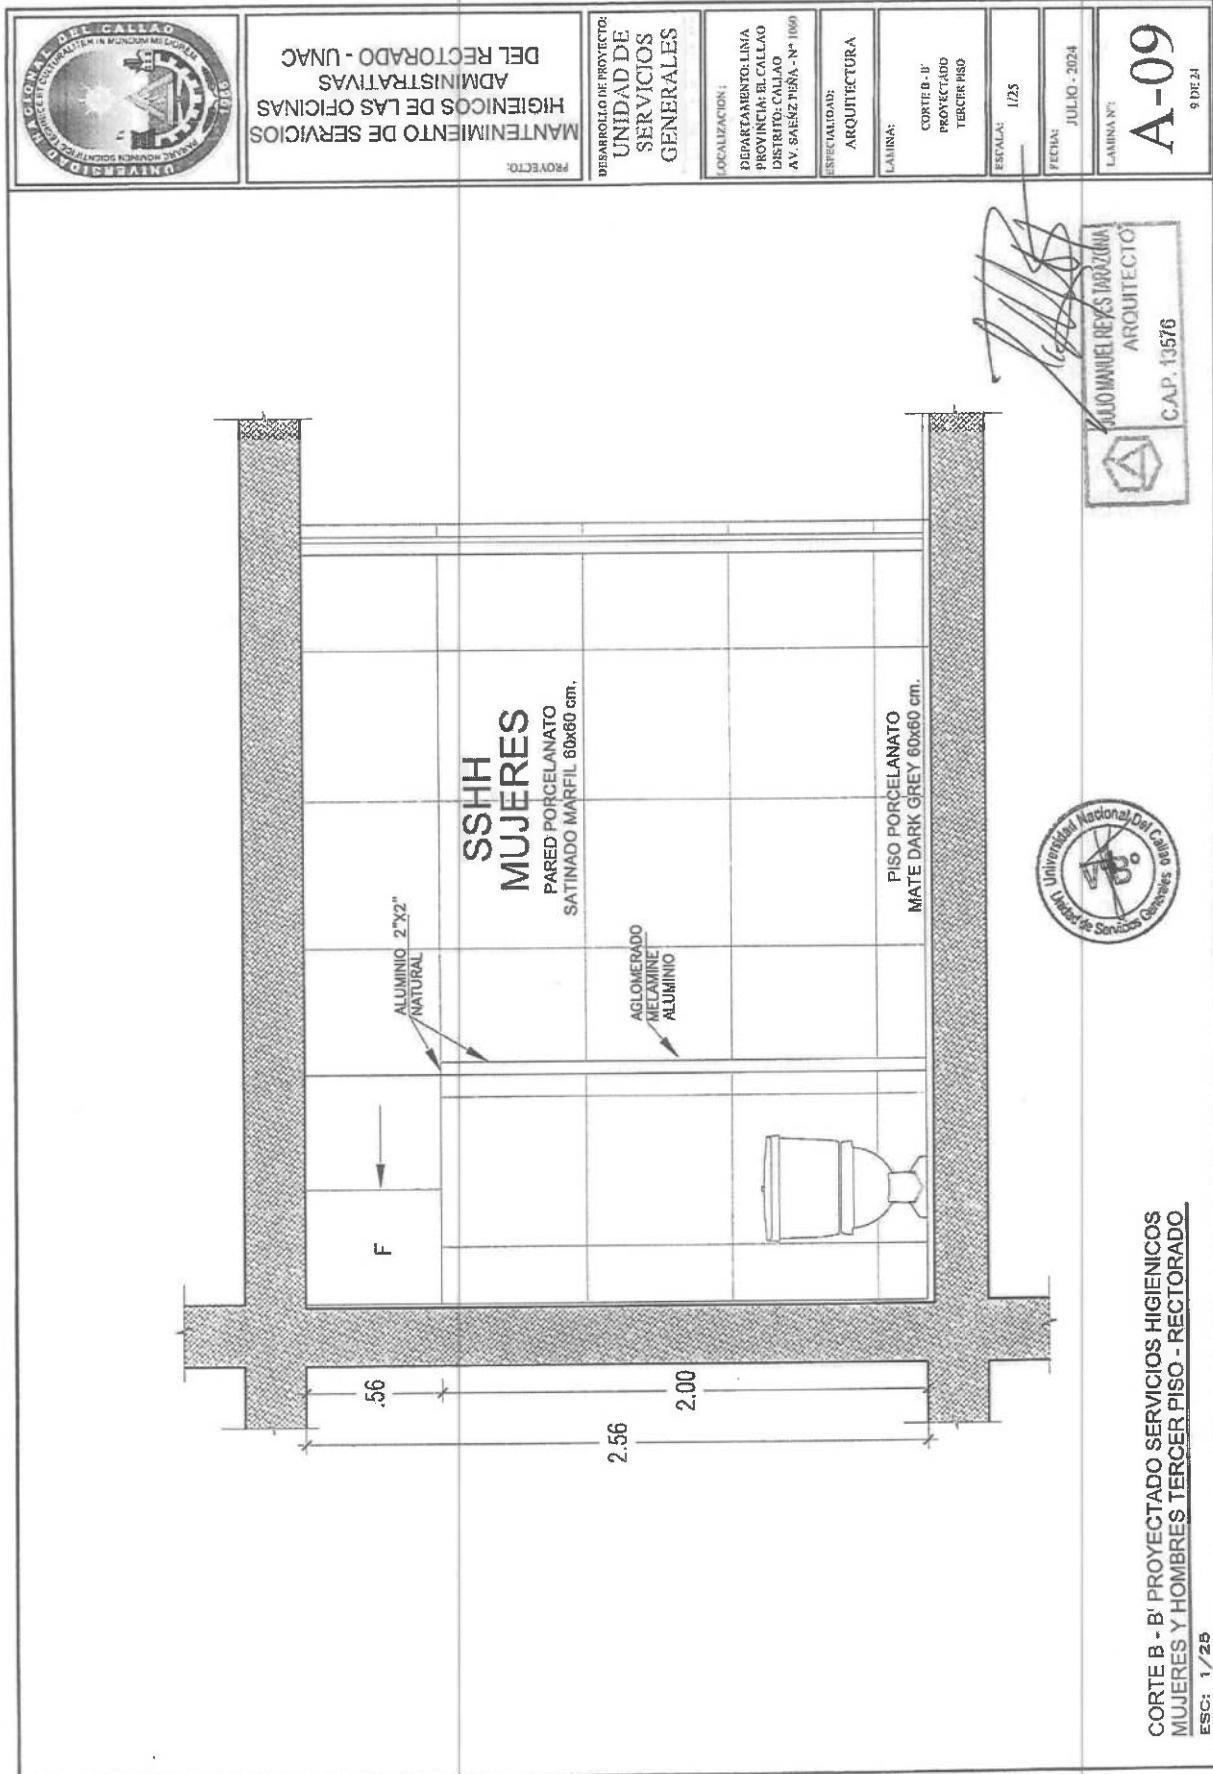 UNIVERSIDAD NACIONAL DEL CALLAO
PROYECTO:
MANTENIMIENTO DE SERVICIOS
HIGIENICOS DE LAS OFICINAS
ADMINISTRATIVAS
DEL RECTORADO - UNAC
DESARROLLO DE PROYECTO:
UNIDAD DE
SERVICIOS
GENERALES
LOCALIZACION:
DEPARTAMENTO: LIMA
PROVINCIA: EL CALLAO
DISTRITO: CALLAO
AV. SAENZ PEÑA - Nº 1060
ESPECIALIDAD:
ARQUITECTURA
LAMINA:
CORTE B - B'
PROYECTADO
TERCER PISO
ESCALA:
1/25
FECHA:
JULIO - 2024
LAMINA Nº:
A-09
9 DE 24
F
ALUMINIO 2"X2"
NATURAL
SSHH
MUJERES
PARED PORCELANATO
SATINADO MARFIL 60x60 cm.
AGLOMERADO
MELAMINE
ALUMINIO
PISO PORCELANATO
MATE DARK GREY 60x60 cm.
.56
2.00
2.56
JULIO MANUEL REYES TARAZONA
ARQUITECTO
C.A.P. 13576
Universidad Nacional Del Callao
VºBº
Unidad de Servicios Generales
CORTE B - B' PROYECTADO SERVICIOS HIGIENICOS
MUJERES Y HOMBRES TERCER PISO - RECTORADO
ESC: 1/25